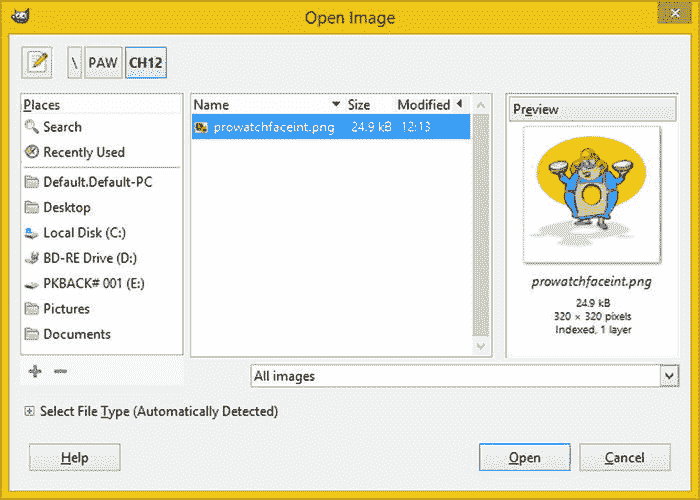 Open Image
\ PAW CH12
Places
Search
Recently Used
Default.Default-PC
Desktop
Local Disk (C:)
BD-RE Drive (D:)
PKBACK# 001 (E:)
Pictures
Documents
Name Size Modified
prowatchfaceint.png 24.9 kB 12:13
Preview
prowatchfaceint.png
24.9 kB
320 × 320 pixels
Indexed, 1 layer
All images
Select File Type (Automatically Detected)
Help Open Cancel